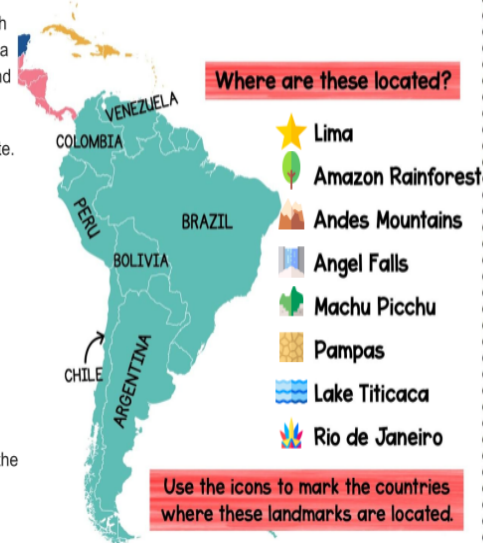 Where are these located?
VENEZUELA
COLOMBIA
PERU
BRAZIL
BOLIVIA
CHILE
ARGENTINA
Lima
Amazon Rainforest
Andes Mountains
Angel Falls
Machu Picchu
Pampas
Lake Titicaca
Rio de Janeiro
Use the icons to mark the countries
where these landmarks are located.